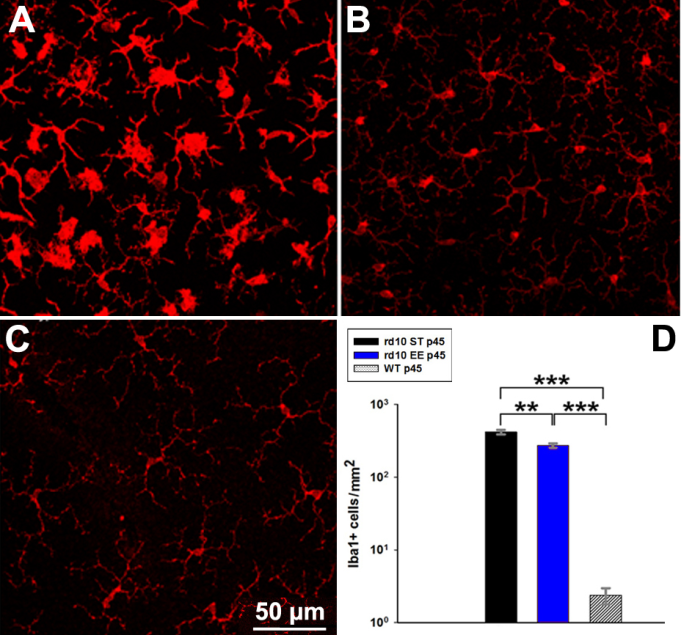 A
B
C
50 μm
D
rd10 ST p45
rd10 EE p45
WT p45
***
** ***
10³
10²
10¹
10⁰
Iba1+ cells/mm²